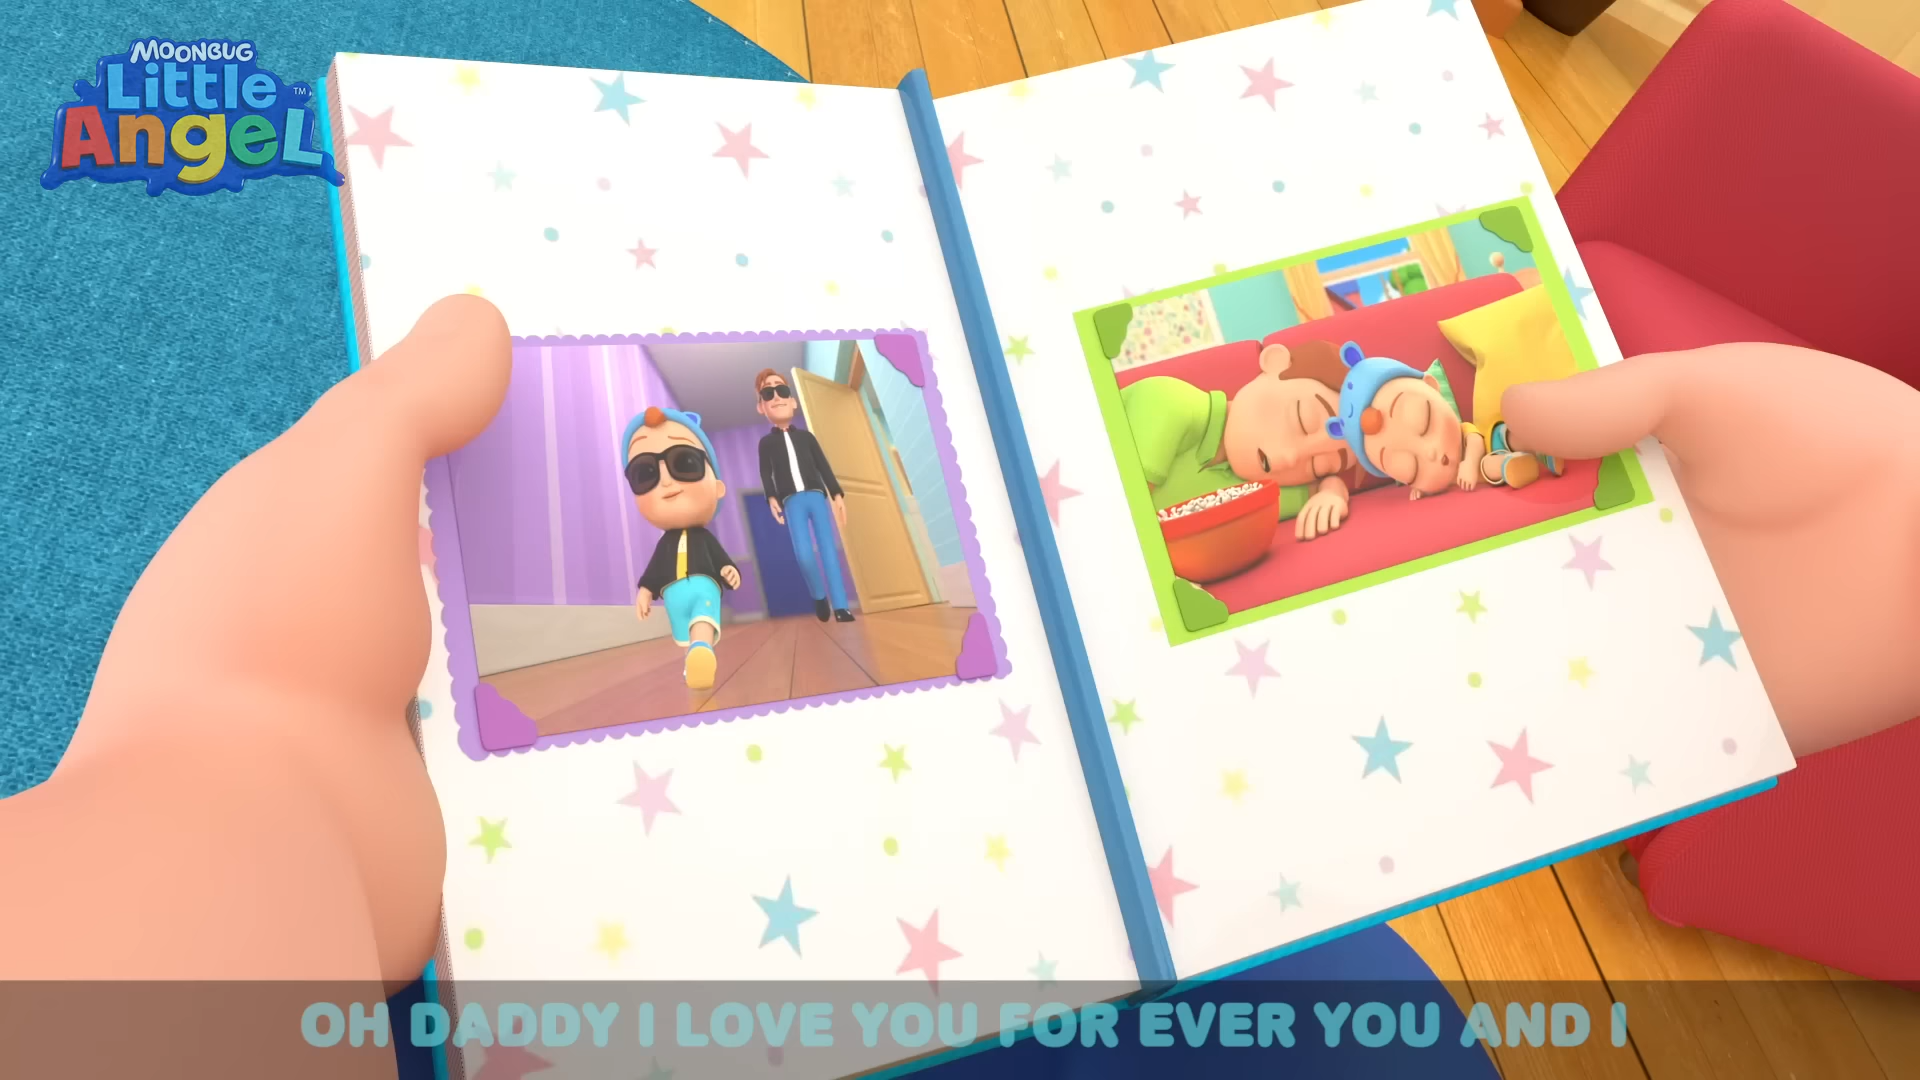 MOONBUG
Little
Angel
TM
OH DADDY I LOVE YOU FOR EVER YOU AND I